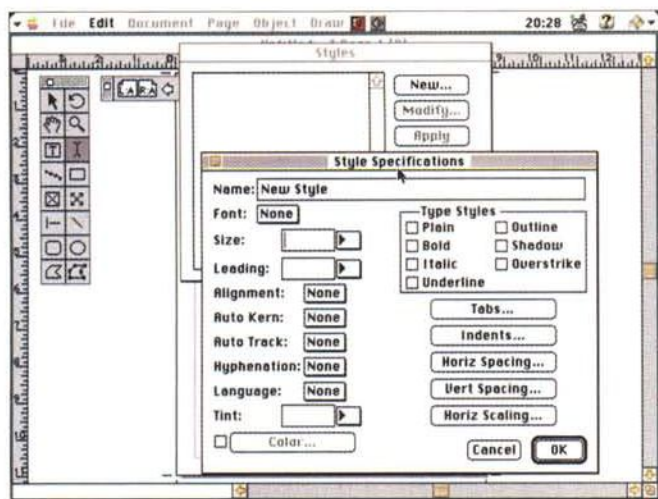 File Edit Document Page Object Draw 20:28
Styles
New...
Modify...
Apply
Style Specifications
Name: New Style
Font: None
Size:
Leading:
Alignment: None
Auto Kern: None
Auto Track: None
Hyphenation: None
Language: None
Tint:
Color...
Type Styles
Plain
Bold
Italic
Underline
Outline
Shadow
Overstrike
Tabs...
Indents...
Horiz Spacing...
Vert Spacing...
Horiz Scaling...
Cancel
OK